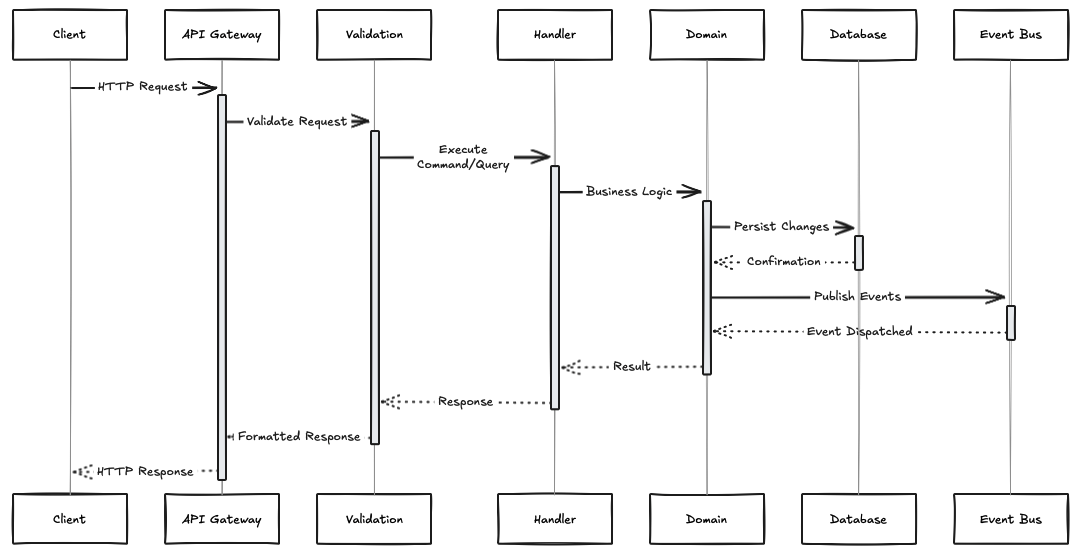 Client
API Gateway
Validation
Handler
Domain
Database
Event Bus
HTTP Request
Validate Request
Execute
Command/Query
Business Logic
Persist Changes
Confirmation
Publish Events
Event Dispatched
Result
Response
Formatted Response
HTTP Response
Client
API Gateway
Validation
Handler
Domain
Database
Event Bus